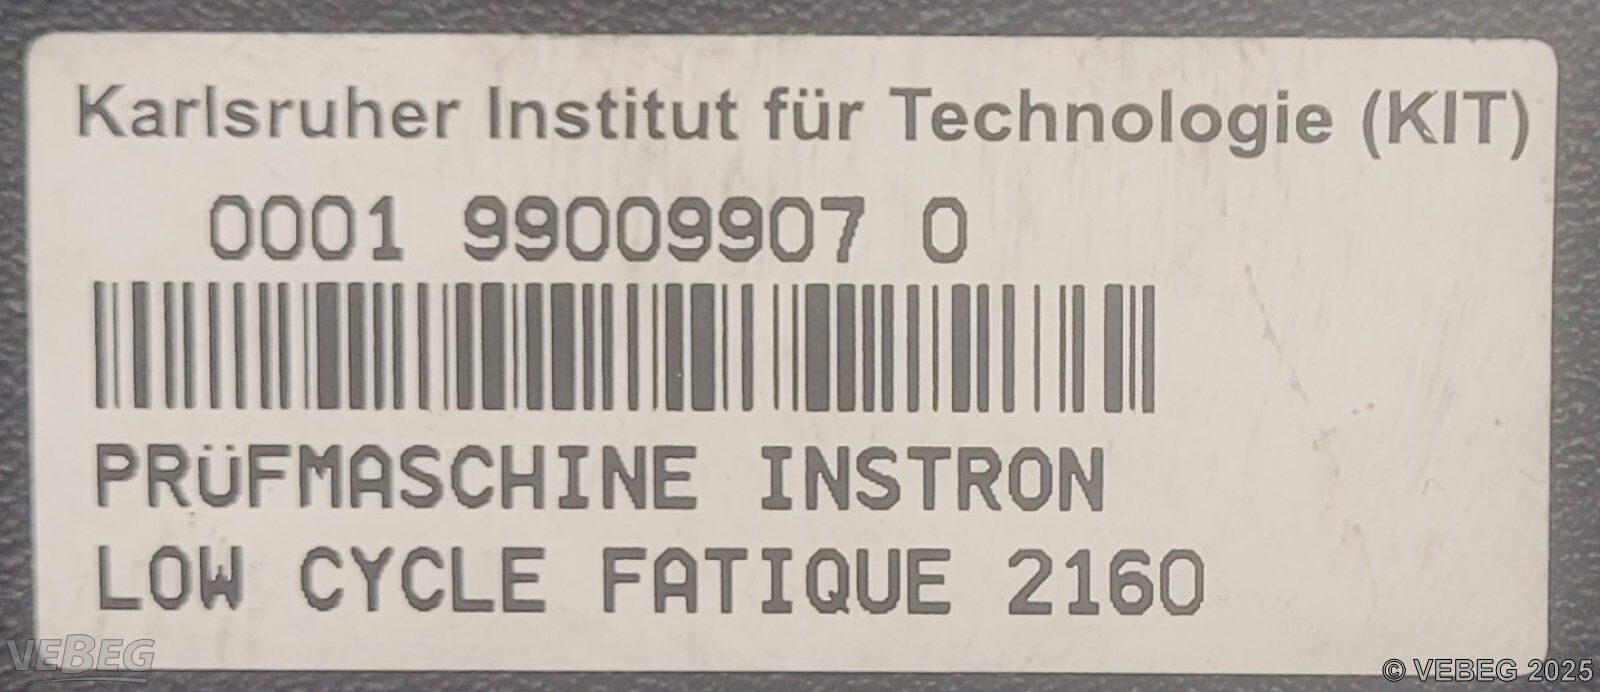 Karlsruher Institut für Technologie (KIT)
0001 99009907 0
PRÜFMASCHINE INSTRON
LOW CYCLE FATIQUE 2160
VEBEG
© VEBEG 2025